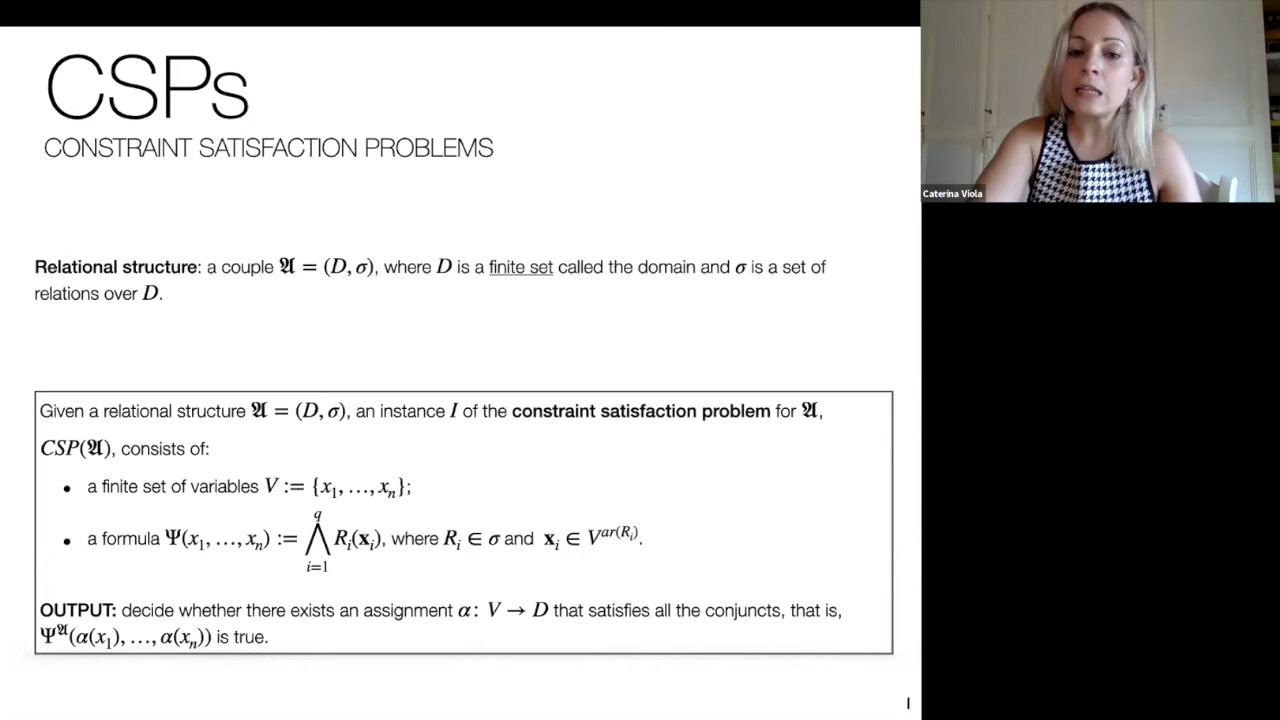 CSPs
CONSTRAINT SATISFACTION PROBLEMS
Relational structure: a couple 𝔄 = (D, σ), where D is a finite set called the domain and σ is a set of
relations over D.
Given a relational structure 𝔄 = (D, σ), an instance I of the constraint satisfaction problem for 𝔄,
CSP(𝔄), consists of:
• a finite set of variables V := {x₁, …, xₙ};
• a formula Ψ(x₁, …, xₙ) := ⋀_{i=1}^{q} Rᵢ(𝐱ᵢ), where Rᵢ ∈ σ and 𝐱ᵢ ∈ V^{ar(Rᵢ)}.
OUTPUT: decide whether there exists an assignment α: V → D that satisfies all the conjuncts, that is,
Ψ^𝔄(α(x₁), …, α(xₙ)) is true.
1
Caterina Viola